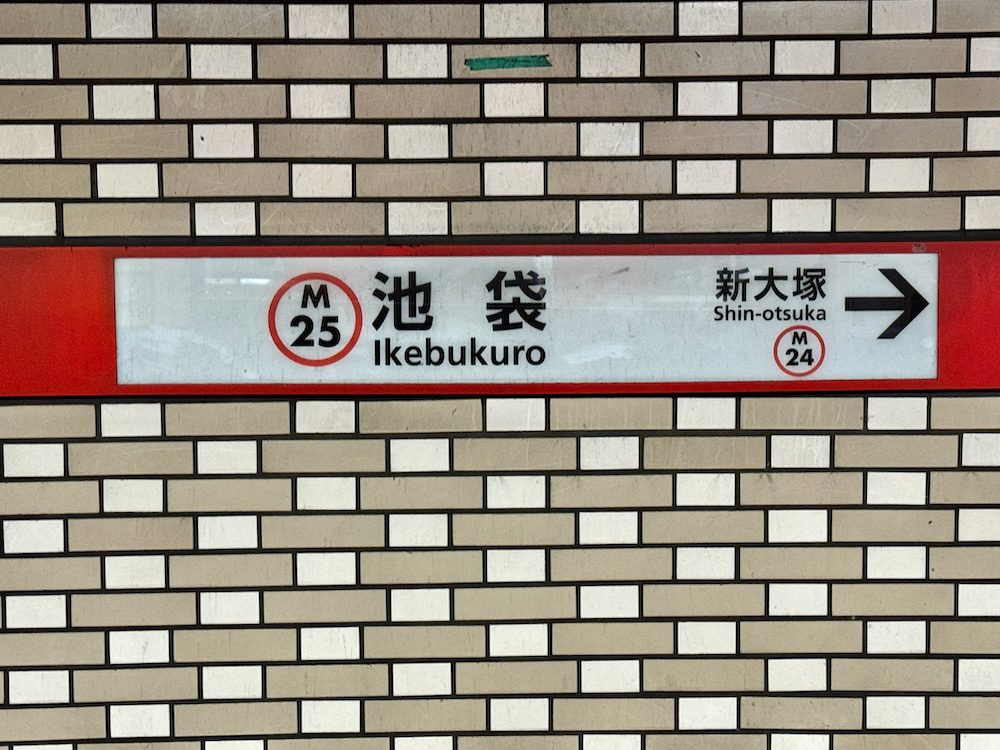 M
25
池袋
Ikebukuro
新大塚
Shin-otsuka
M
24